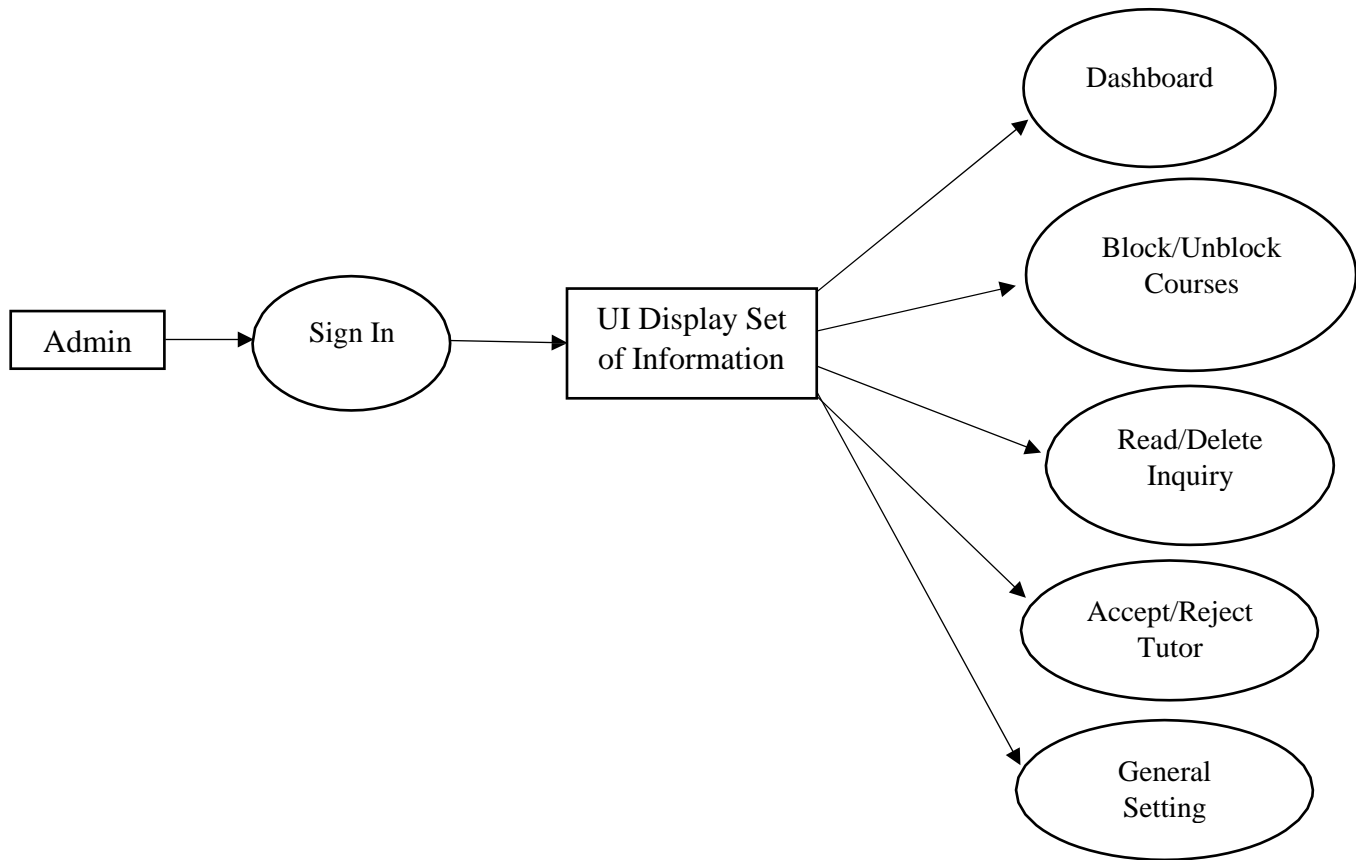 Admin
Sign In
UI Display Set
of Information
Dashboard
Block/Unblock
Courses
Read/Delete
Inquiry
Accept/Reject
Tutor
General
Setting